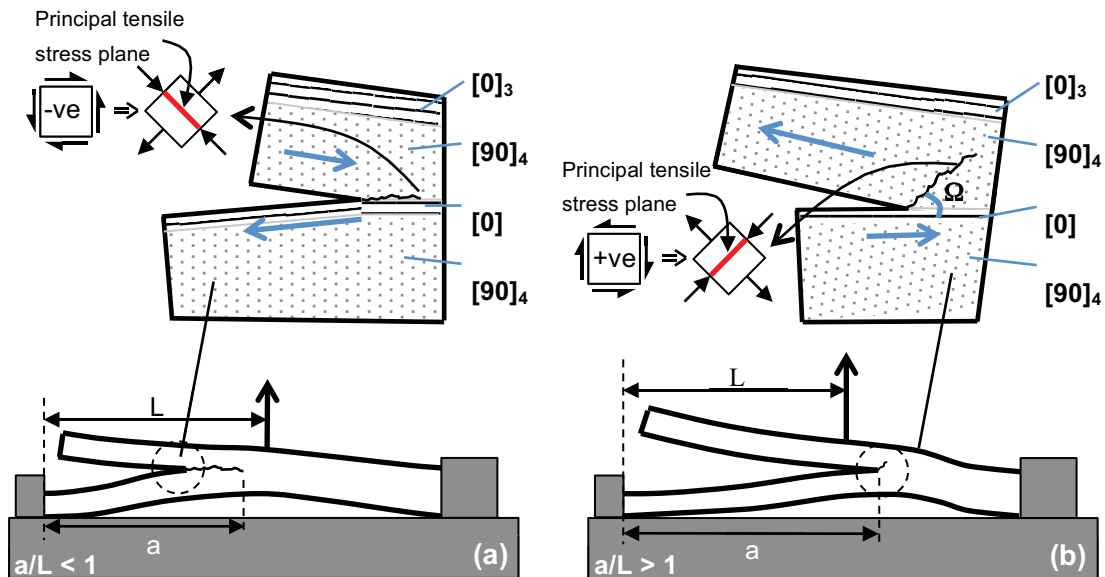 Principal tensile
stress plane
-ve
[0]₃
[90]₄
[0]
[90]₄
L
a
a/L < 1
(a)
Principal tensile
stress plane
+ve
Ω
[0]₃
[90]₄
[0]
[90]₄
L
a
a/L > 1
(b)